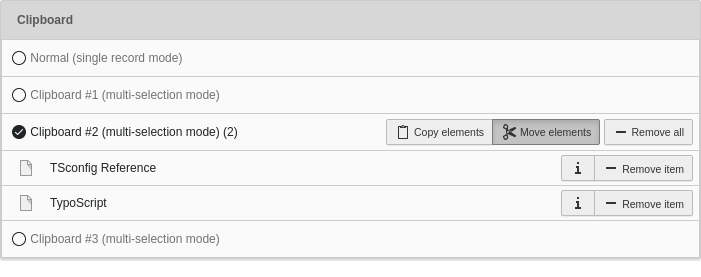 Clipboard
Normal (single record mode)
Clipboard #1 (multi-selection mode)
Clipboard #2 (multi-selection mode) (2) Copy elements Move elements Remove all
TSconfig Reference Remove item
TypoScript Remove item
Clipboard #3 (multi-selection mode)